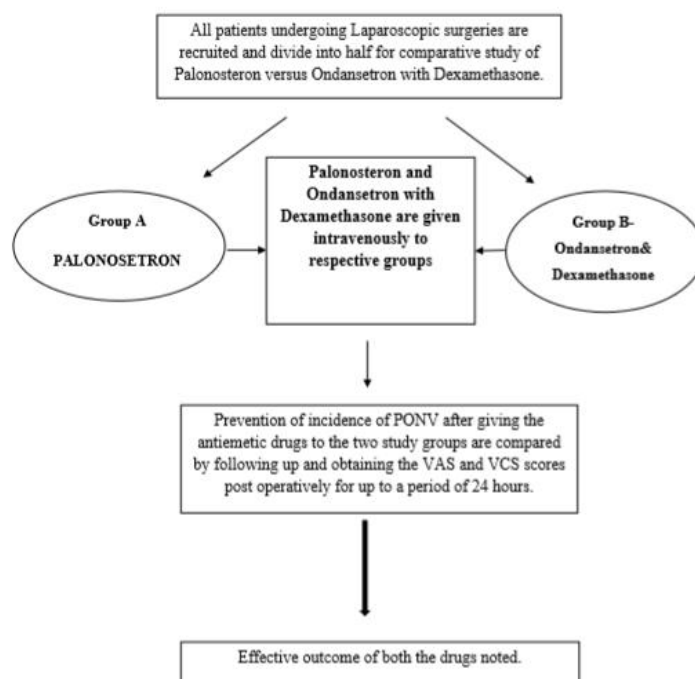 All patients undergoing Laparoscopic surgeries are
recruited and divide into half for comparative study of
Palonosteron versus Ondansetron with Dexamethasone.
Group A
PALONOSETRON
Palonosteron and
Ondansetron with
Dexamethasone are given
intravenously to
respective groups
Group B-
Ondansetron&
Dexamethasone
Prevention of incidence of PONV after giving the
antiemetic drugs to the two study groups are compared
by following up and obtaining the VAS and VCS scores
post operatively for up to a period of 24 hours.
Effective outcome of both the drugs noted.